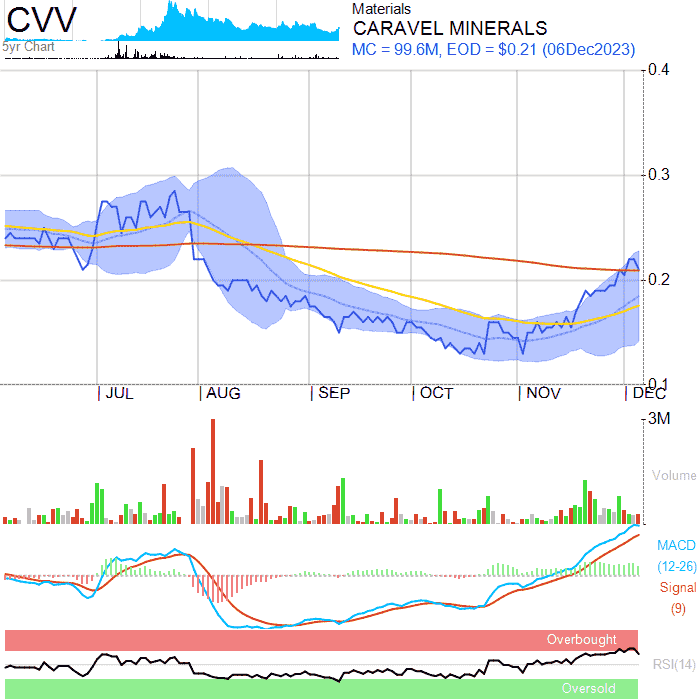 CVV
5yr Chart
Materials
CARAVEL MINERALS
MC = 99.6M, EOD = $0.21 (06Dec2023)
0.4
0.3
0.2
0.1
JUL AUG SEP OCT NOV DEC
3M
Volume
MACD
(12-26)
Signal
(9)
Overbought
RSI(14)
Oversold